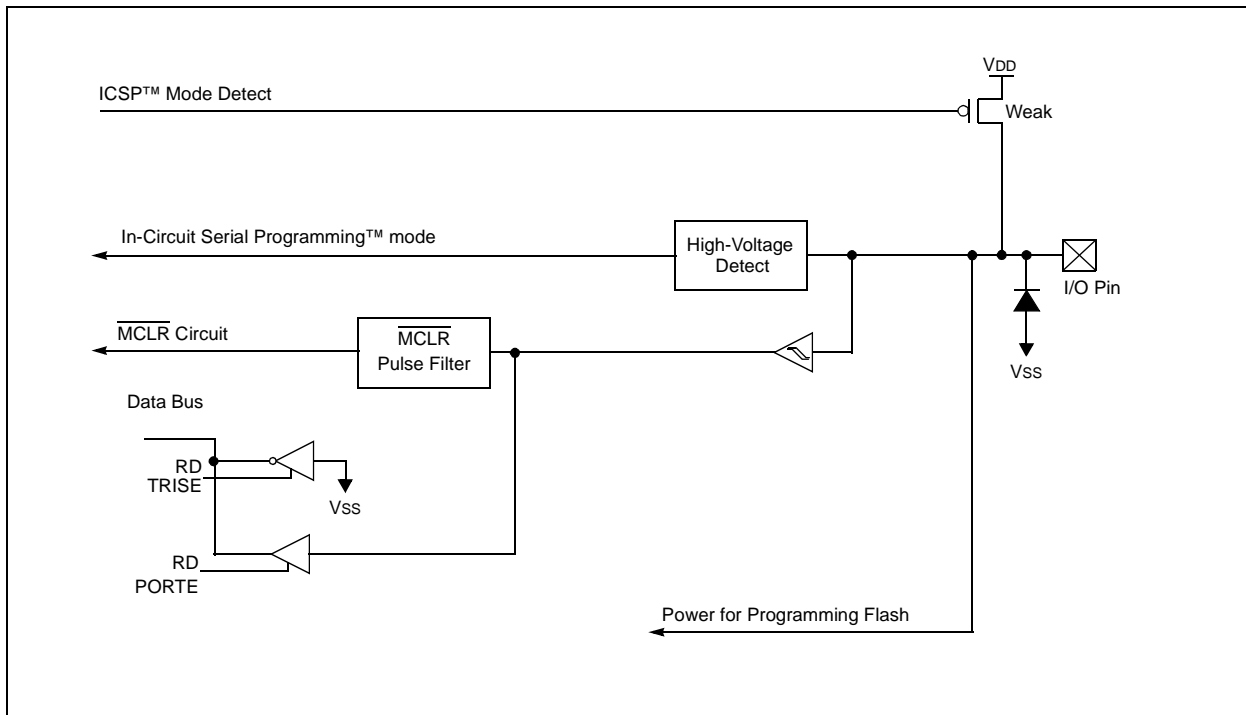 VDD
ICSP™ Mode Detect
Weak
In-Circuit Serial Programming™ mode
High-Voltage
Detect
I/O Pin
MCLR Circuit
MCLR
Pulse Filter
VSS
Data Bus
RD
TRISE
VSS
RD
PORTE
Power for Programming Flash